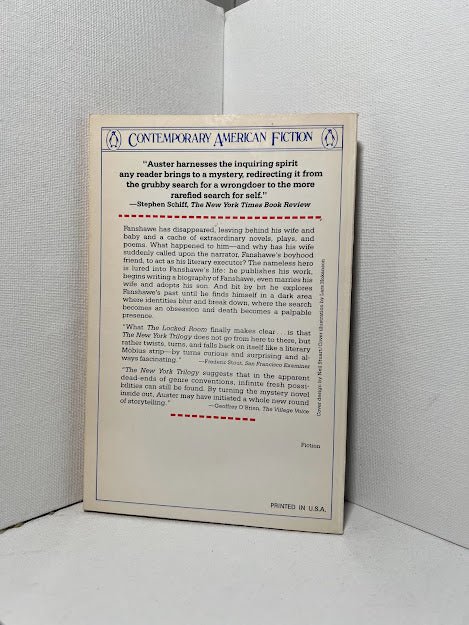 CONTEMPORARY AMERICAN FICTION
"Auster harnesses the inquiring spirit
any reader brings to a mystery, redirecting it from
the grubby search for a wrongdoer to the more
rarefied search for self."
—Stephen Schiff, The New York Times Book Review
Fanshawe has disappeared, leaving behind his wife and
baby and a cache of extraordinary novels, plays, and
poems. What happened to him—and why has his wife
suddenly called upon the narrator, Fanshawe's boyhood
friend, to act as his literary executor? The nameless hero
is lured into Fanshawe's life: he publishes his work,
begins writing a biography of Fanshawe, even marries his
wife and adopts his son. And bit by bit he explores
Fanshawe's past until he finds himself in a dark area
where identities blur and break down, where the search
becomes an obsession and death becomes a palpable
presence.
"What The Locked Room finally makes clear . . . is that
The New York Trilogy does not go from here to there, but
rather twists, turns, and falls back on itself like a literary
Möbius strip—by turns curious and surprising and al-
ways fascinating."
—Frederic Stout, San Francisco Examiner
"The New York Trilogy suggests that in the apparent
dead-ends of genre conventions, infinite fresh possi-
bilities can still be found. By turning the mystery novel
inside out, Auster may have initiated a whole new round
of storytelling."
—Geoffrey O'Brien, The Village Voice
Cover design by Neil Stuart/Cover illustration by
Fiction
PRINTED IN U.S.A.